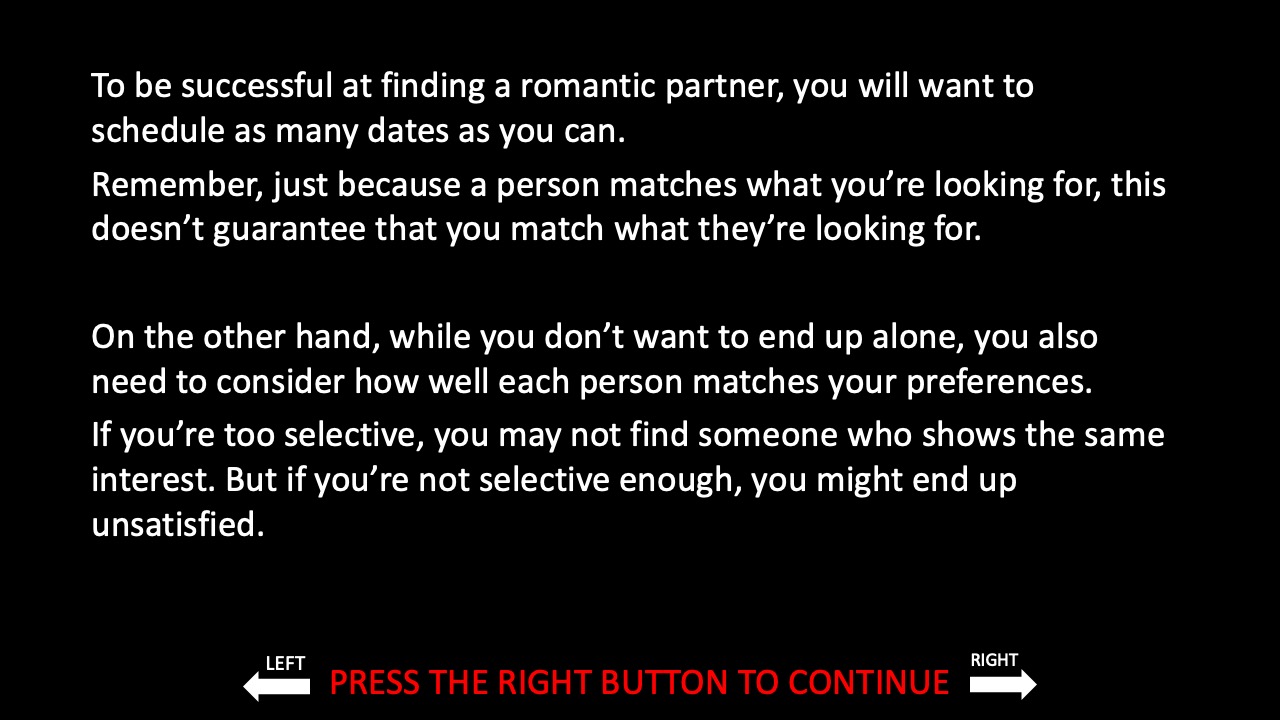 To be successful at finding a romantic partner, you will want to
schedule as many dates as you can.
Remember, just because a person matches what you’re looking for, this
doesn’t guarantee that you match what they’re looking for.
On the other hand, while you don’t want to end up alone, you also
need to consider how well each person matches your preferences.
If you’re too selective, you may not find someone who shows the same
interest. But if you’re not selective enough, you might end up
unsatisfied.
LEFT
PRESS THE RIGHT BUTTON TO CONTINUE
RIGHT